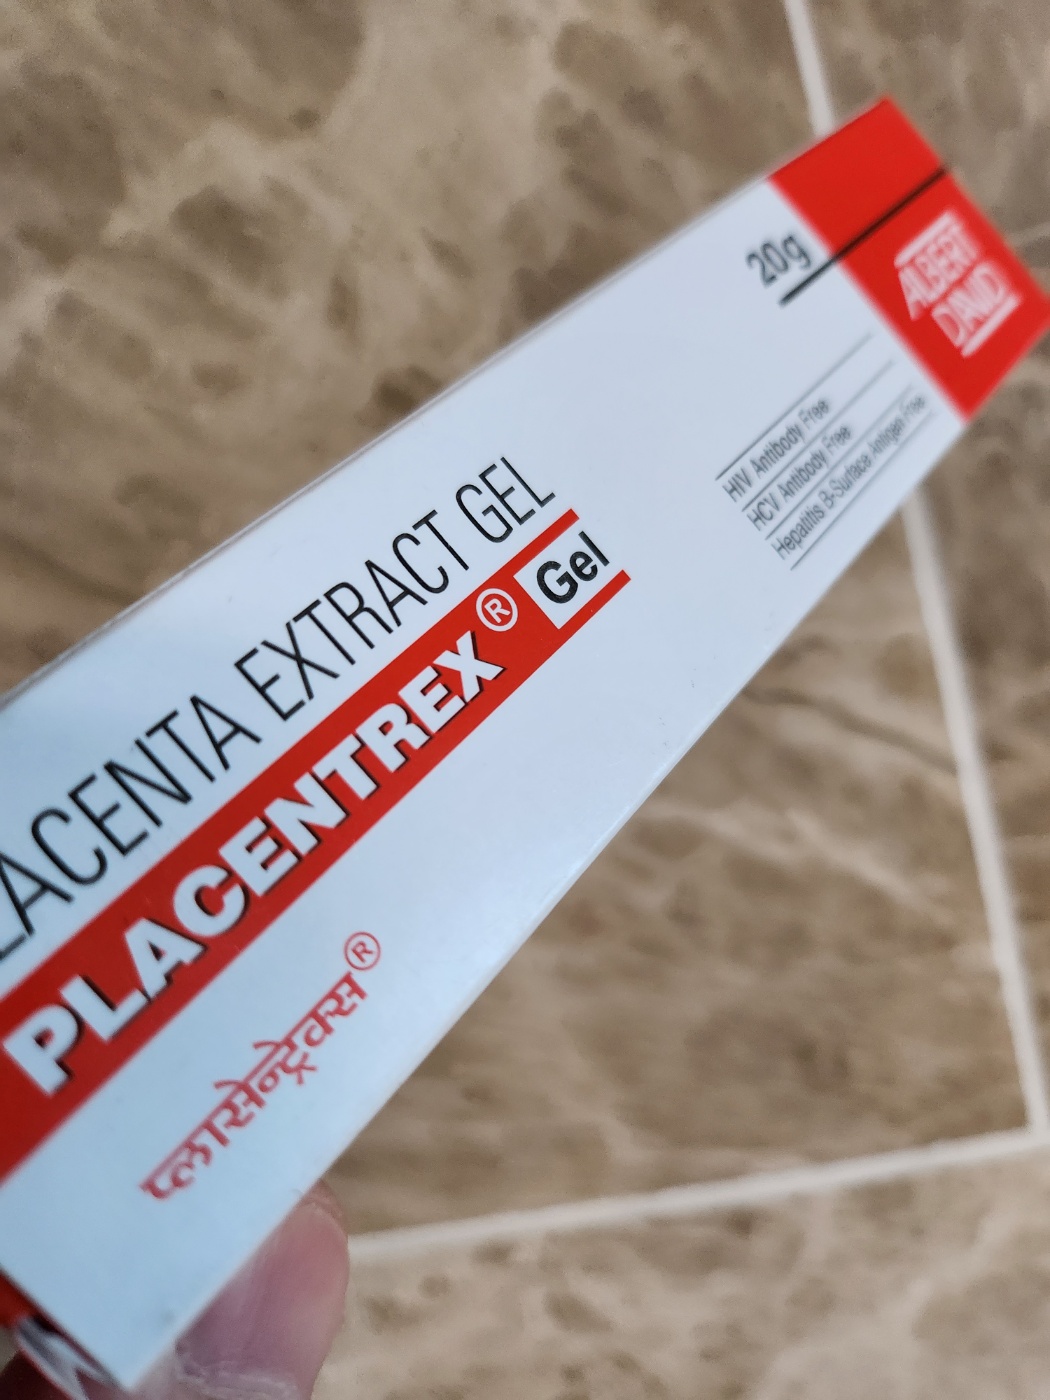 20g
ALBERT
DAVID
HIV Antibody Free
HCV Antibody Free
Hepatitis B-Surface Antigen Free
LACENTA EXTRACT GEL
PLACENTREX® Gel
प्लासेन्ट्रेक्स®